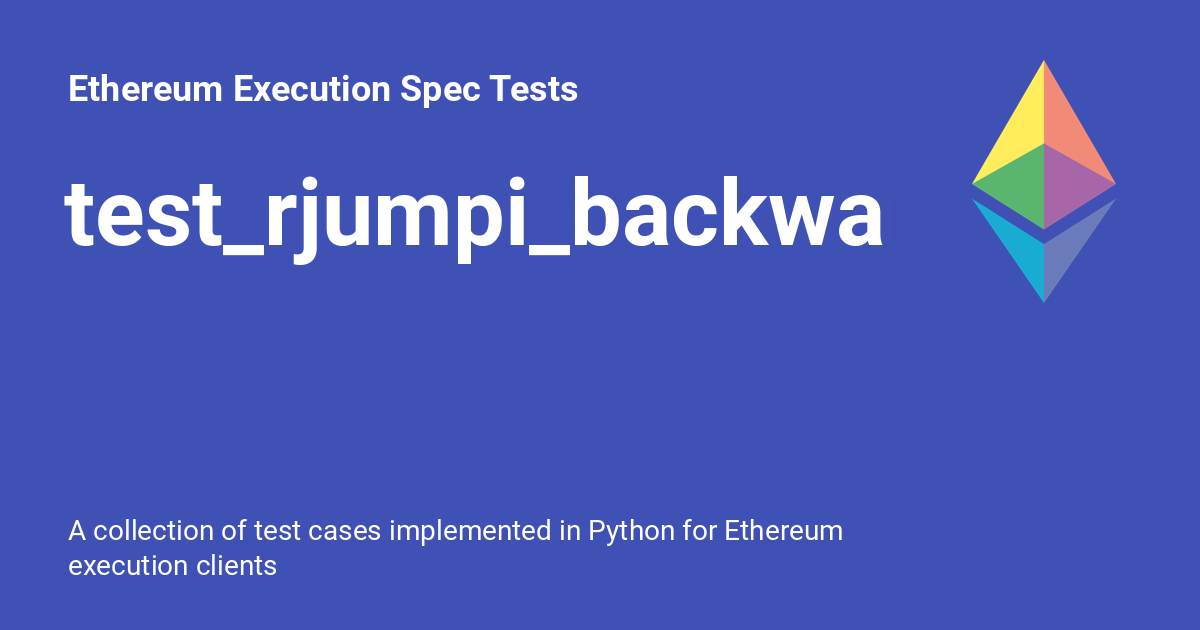 Ethereum Execution Spec Tests
test_rjumpi_backwa
A collection of test cases implemented in Python for Ethereum
execution clients